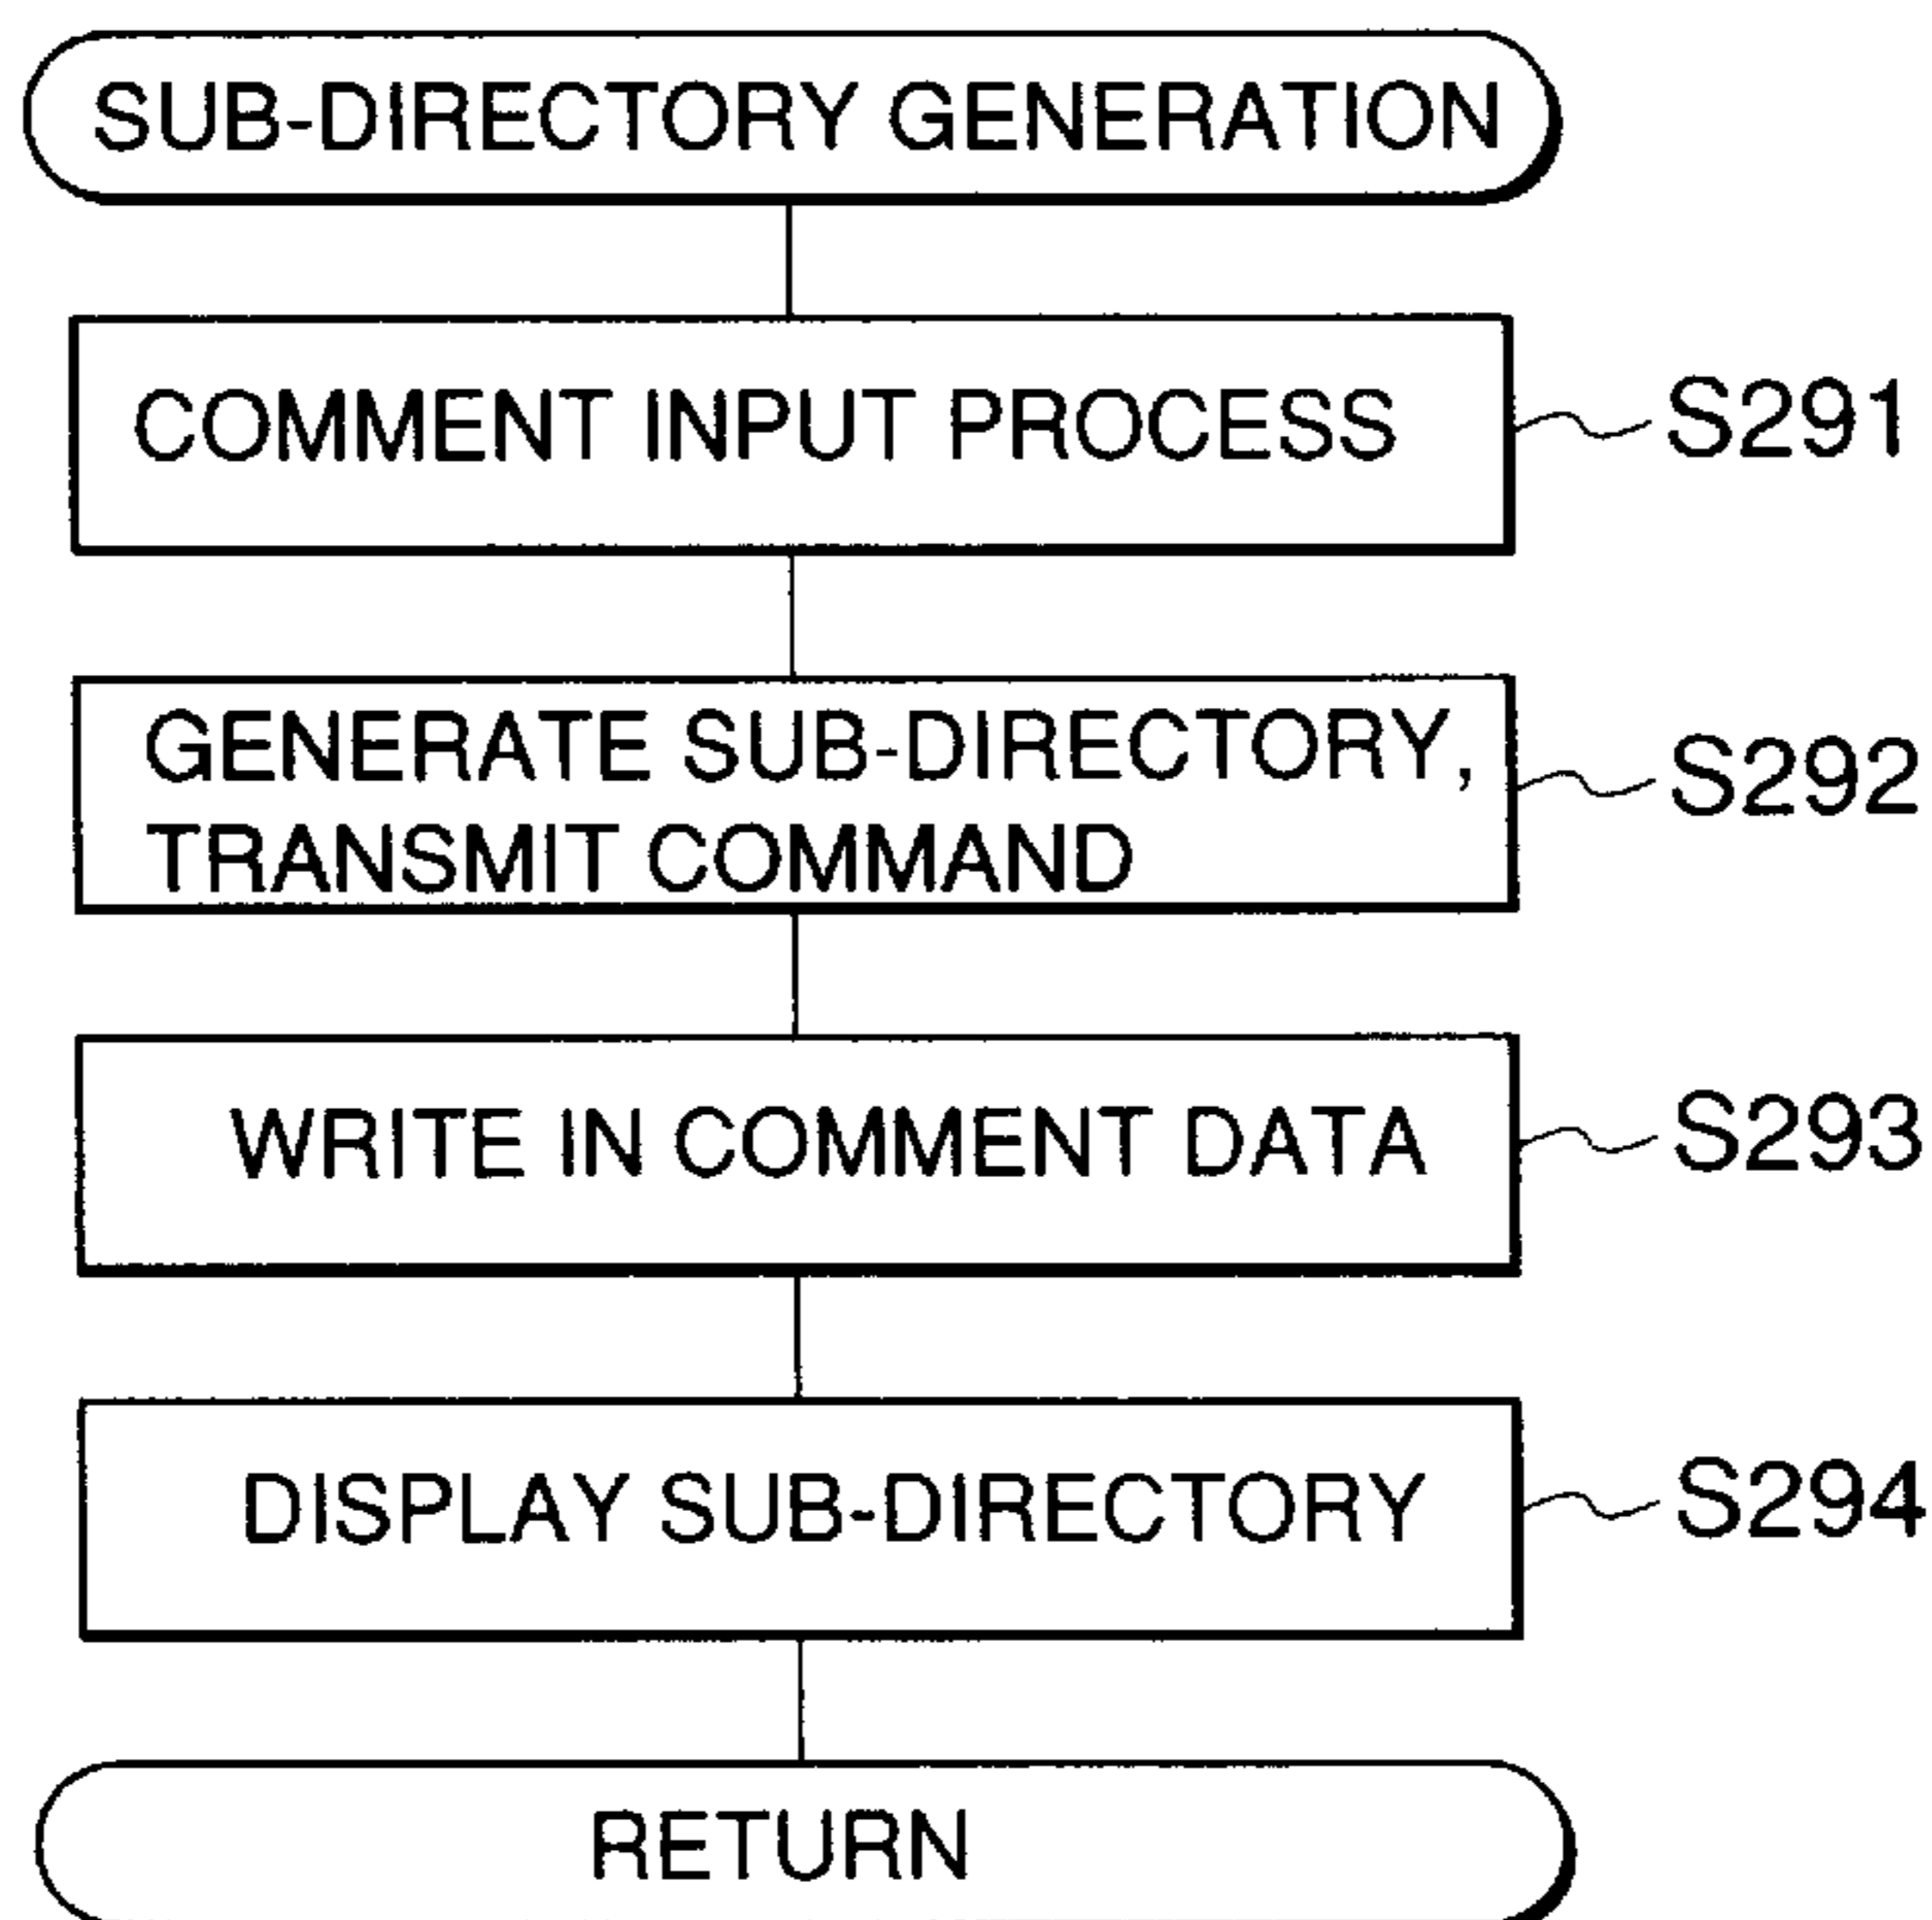 SUB-DIRECTORY GENERATION
COMMENT INPUT PROCESS
S291
GENERATE SUB-DIRECTORY,
TRANSMIT COMMAND
S292
WRITE IN COMMENT DATA
S293
DISPLAY SUB-DIRECTORY
S294
RETURN